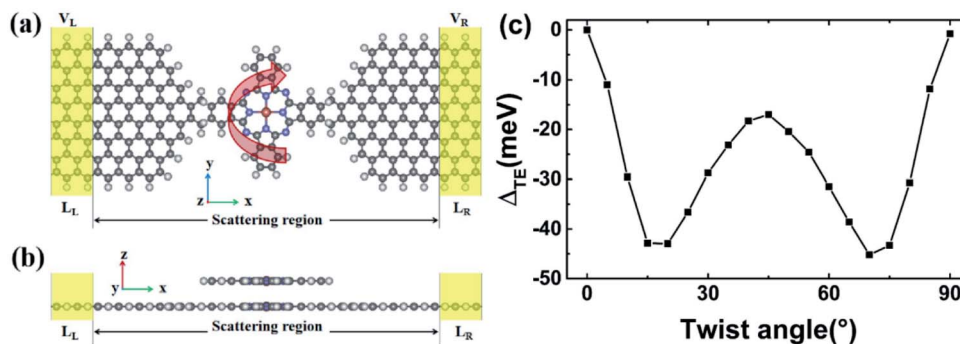 (a)
V_L
V_R
y
z
x
L_L
Scattering region
L_R
(b)
z
y
x
L_L
Scattering region
L_R
(c)
Δ_TE(meV)
0
-10
-20
-30
-40
-50
0
30
60
90
Twist angle(°)